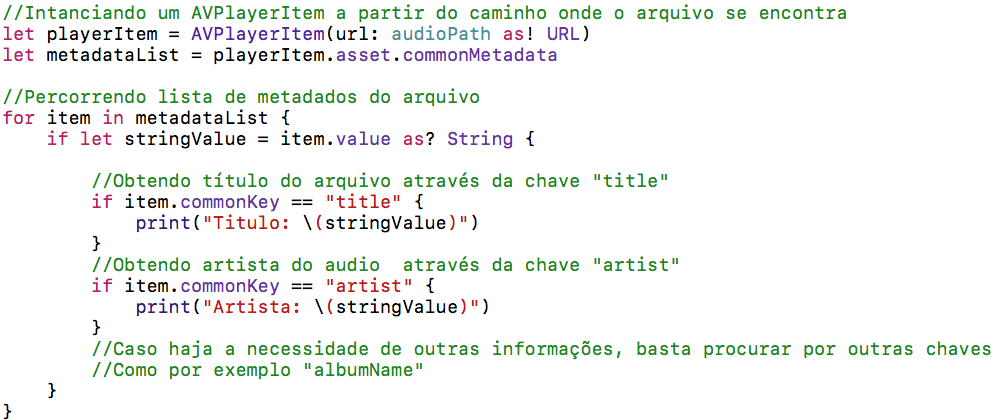 //Intanciando um AVPlayerItem a partir do caminho onde o arquivo se encontra
let playerItem = AVPlayerItem(url: audioPath as! URL)
let metadataList = playerItem.asset.commonMetadata

//Percorrendo lista de metadados do arquivo
for item in metadataList {
    if let stringValue = item.value as? String {

        //Obtendo título do arquivo através da chave "title"
        if item.commonKey == "title" {
            print("Titulo: \(stringValue)")
        }
        //Obtendo artista do audio  através da chave "artist"
        if item.commonKey == "artist" {
            print("Artista: \(stringValue)")
        }
        //Caso haja a necessidade de outras informações, basta procurar por outras chaves
        //Como por exemplo "albumName"
    }
}